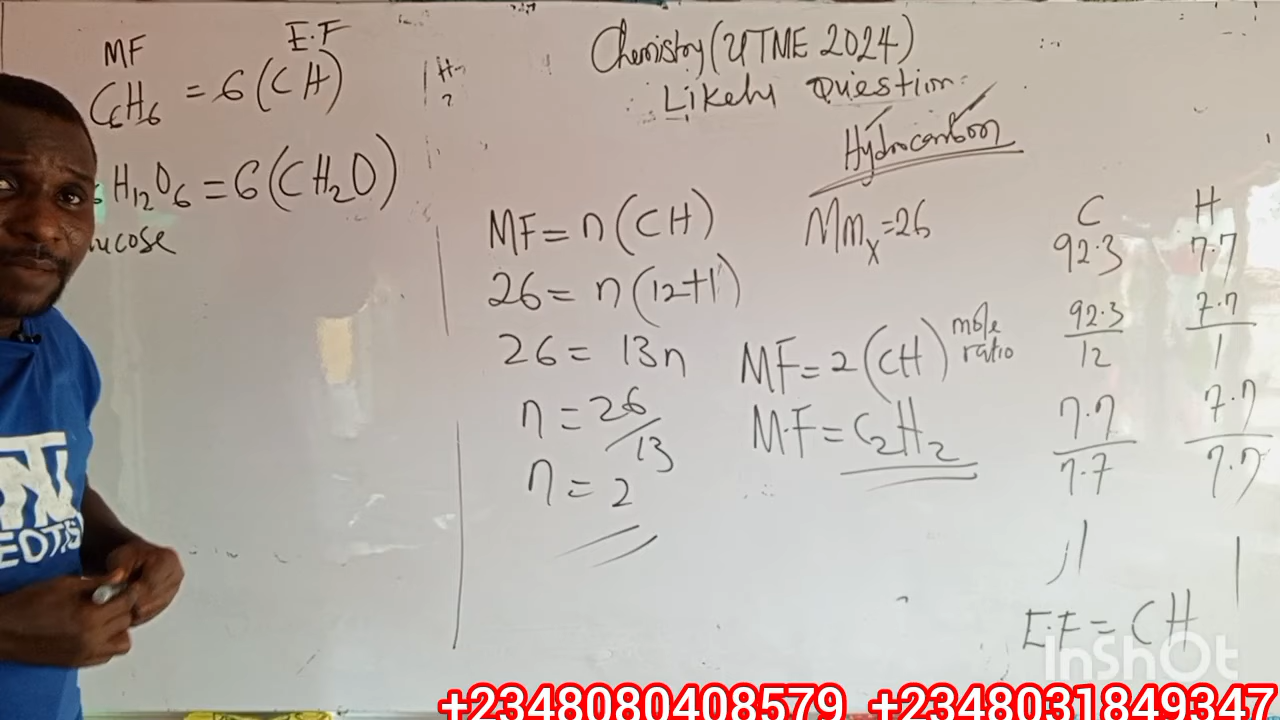 MF E.F
C6H6 = 6(CH)
H12O6 = 6(CH2O)
Chemistry (UTME 2024)
Likely Question
Hydrocarbon
MF = n(CH)
26 = n(12+1)
26 = 13n
n = 26/13
n = 2
Mmx = 26
MF = 2(CH)
M.F = C2H2
C H
92.3 7.7
mole ratio
92.3/12 7.7/1
7.7/7.7 7.7/7.7
1 1
E.F = CH
InShOt
+2348080408579 +2348031849347